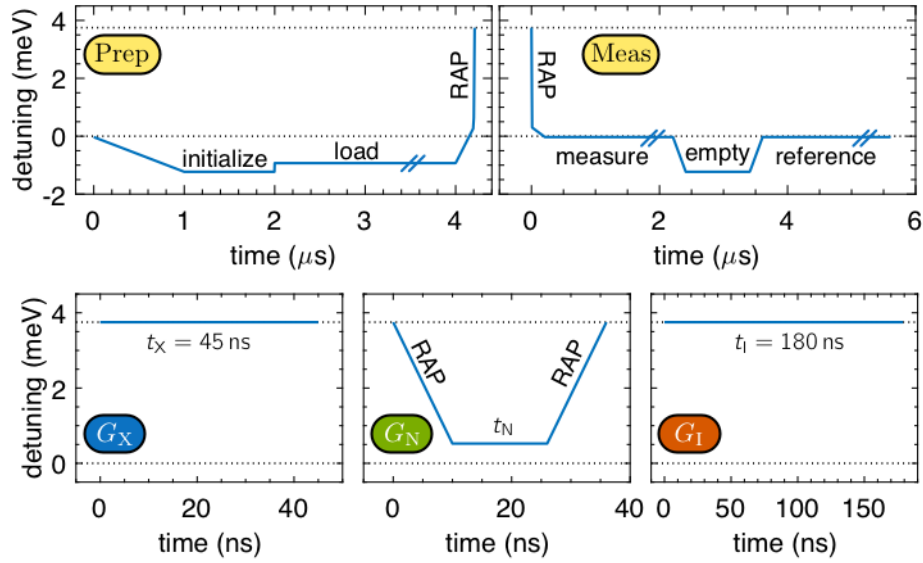 detuning (meV)
4
2
0
-2
Prep
initialize
load
RAP
0
1
2
3
4
time (μs)
RAP
Meas
measure
empty
reference
0
2
4
6
time (μs)
detuning (meV)
4
2
0
t_X = 45 ns
G_X
0
20
40
time (ns)
RAP
RAP
t_N
G_N
0
20
40
time (ns)
t_I = 180 ns
G_I
0
50
100
150
time (ns)